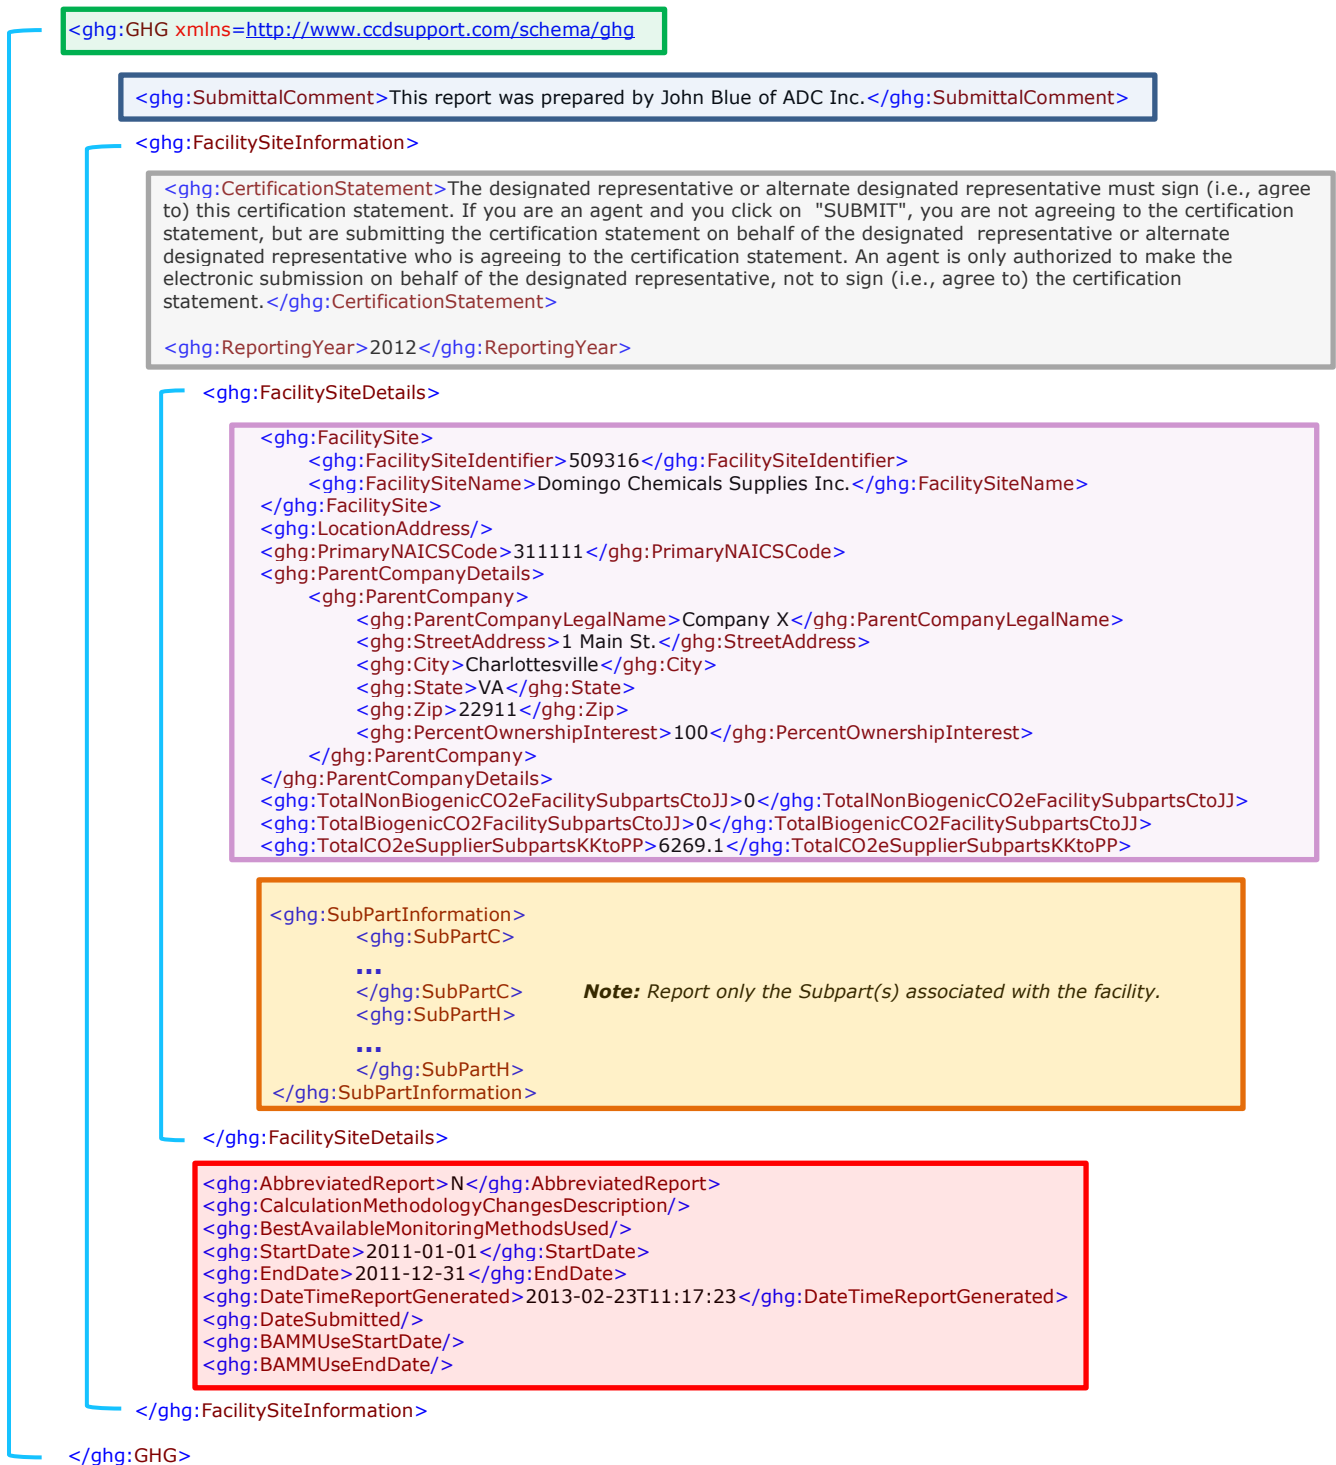 <ghg:GHG xmlns=http://www.ccdsupport.com/schema/ghg
<ghg:SubmittalComment>This report was prepared by John Blue of ADC Inc.</ghg:SubmittalComment>
<ghg:FacilitySiteInformation>
<ghg:CertificationStatement>The designated representative or alternate designated representative must sign (i.e., agree
to) this certification statement. If you are an agent and you click on "SUBMIT", you are not agreeing to the certification
statement, but are submitting the certification statement on behalf of the designated representative or alternate
designated representative who is agreeing to the certification statement. An agent is only authorized to make the
electronic submission on behalf of the designated representative, not to sign (i.e., agree to) the certification
statement.</ghg:CertificationStatement>
<ghg:ReportingYear>2012</ghg:ReportingYear>
<ghg:FacilitySiteDetails>
<ghg:FacilitySite>
<ghg:FacilitySiteIdentifier>509316</ghg:FacilitySiteIdentifier>
<ghg:FacilitySiteName>Domingo Chemicals Supplies Inc.</ghg:FacilitySiteName>
</ghg:FacilitySite>
<ghg:LocationAddress/>
<ghg:PrimaryNAICSCode>311111</ghg:PrimaryNAICSCode>
<ghg:ParentCompanyDetails>
<ghg:ParentCompany>
<ghg:ParentCompanyLegalName>Company X</ghg:ParentCompanyLegalName>
<ghg:StreetAddress>1 Main St.</ghg:StreetAddress>
<ghg:City>Charlottesville</ghg:City>
<ghg:State>VA</ghg:State>
<ghg:Zip>22911</ghg:Zip>
<ghg:PercentOwnershipInterest>100</ghg:PercentOwnershipInterest>
</ghg:ParentCompany>
</ghg:ParentCompanyDetails>
<ghg:TotalNonBiogenicCO2eFacilitySubpartsCtoJJ>0</ghg:TotalNonBiogenicCO2eFacilitySubpartsCtoJJ>
<ghg:TotalBiogenicCO2FacilitySubpartsCtoJJ>0</ghg:TotalBiogenicCO2FacilitySubpartsCtoJJ>
<ghg:TotalCO2eSupplierSubpartsKKtoPP>6269.1</ghg:TotalCO2eSupplierSubpartsKKtoPP>
<ghg:SubPartInformation>
<ghg:SubPartC>
...
</ghg:SubPartC> Note: Report only the Subpart(s) associated with the facility.
<ghg:SubPartH>
...
</ghg:SubPartH>
</ghg:SubPartInformation>
</ghg:FacilitySiteDetails>
<ghg:AbbreviatedReport>N</ghg:AbbreviatedReport>
<ghg:CalculationMethodologyChangesDescription/>
<ghg:BestAvailableMonitoringMethodsUsed/>
<ghg:StartDate>2011-01-01</ghg:StartDate>
<ghg:EndDate>2011-12-31</ghg:EndDate>
<ghg:DateTimeReportGenerated>2013-02-23T11:17:23</ghg:DateTimeReportGenerated>
<ghg:DateSubmitted/>
<ghg:BAMMUseStartDate/>
<ghg:BAMMUseEndDate/>
</ghg:FacilitySiteInformation>
</ghg:GHG>